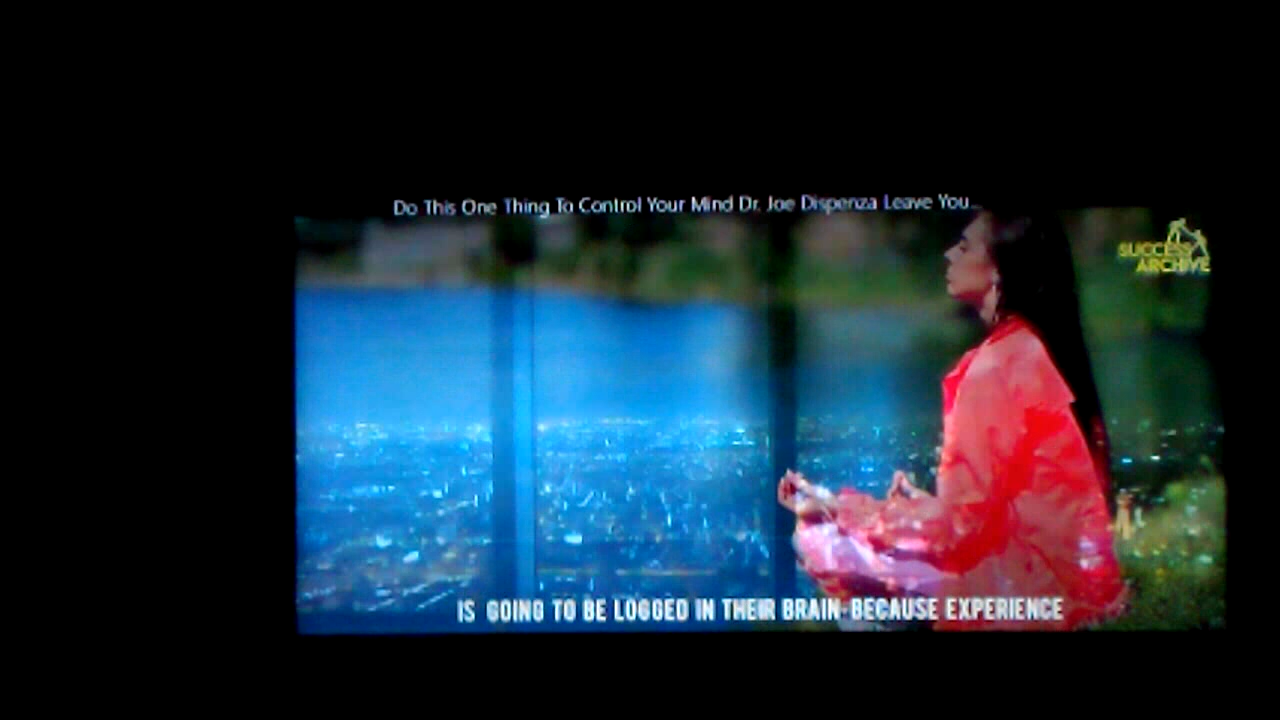 Do This One Thing To Control Your Mind Dr. Joe Dispenza Leave You...
SUCCESS
ARCHIVE
IS GOING TO BE LOGGED IN THEIR BRAIN BECAUSE EXPERIENCE